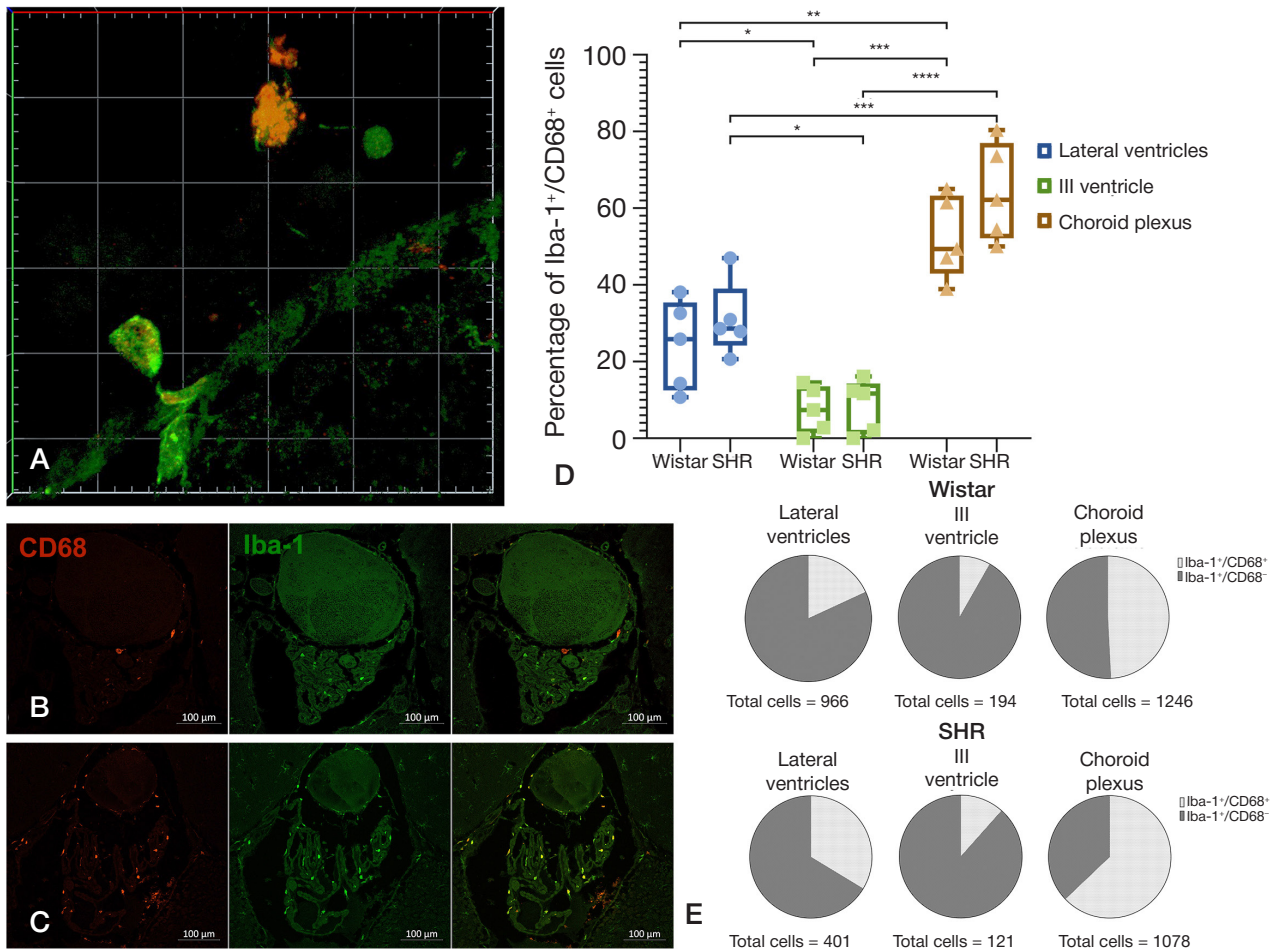 A
**
*
***
****
***
*
100
80
60
40
20
0
Percentage of Iba-1⁺/CD68⁺ cells
Lateral ventricles
III ventricle
Choroid plexus
Wistar SHR
Wistar SHR
Wistar SHR
D
CD68
Iba-1
B
100 µm
100 µm
100 µm
C
100 µm
100 µm
100 µm
Wistar
Lateral
ventricles
III
ventricle
Choroid
plexus
Iba-1⁺/CD68⁺
Iba-1⁺/CD68⁻
Total cells = 966
Total cells = 194
Total cells = 1246
SHR
Lateral
ventricles
III
ventricle
Choroid
plexus
Iba-1⁺/CD68⁺
Iba-1⁺/CD68⁻
E
Total cells = 401
Total cells = 121
Total cells = 1078